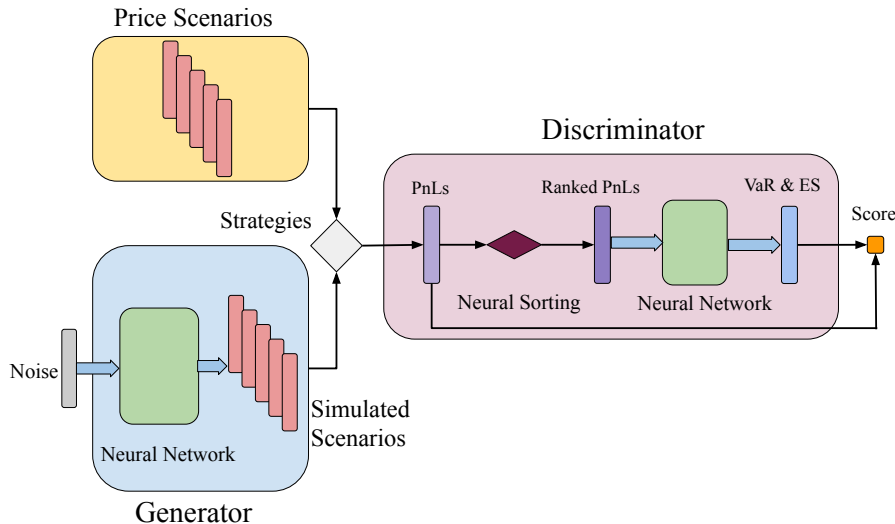 Price Scenarios
Discriminator
PnLs
Ranked PnLs
VaR & ES
Score
Strategies
Neural Sorting
Neural Network
Noise
Simulated
Scenarios
Neural Network
Generator